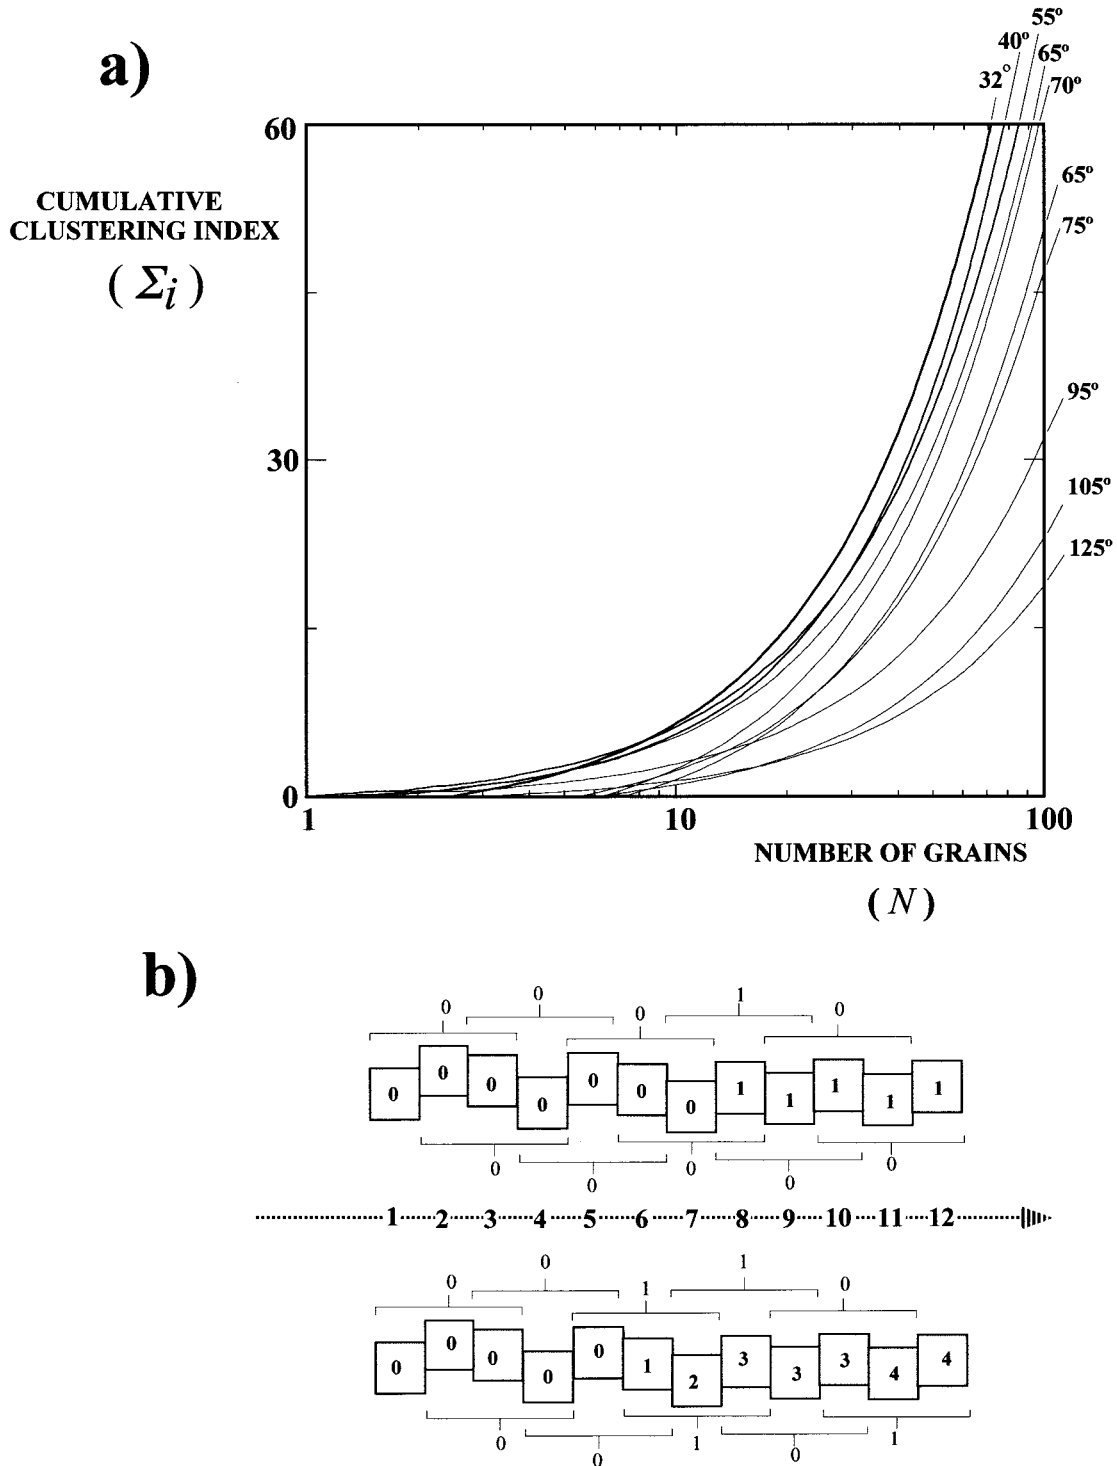 a)
55°
40°
65°
32°
70°
60
CUMULATIVE
CLUSTERING INDEX
( Σi )
65°
75°
95°
30
105°
125°
0
1 10 100
NUMBER OF GRAINS
( N )
b)
0 0 0 1 0
0 0 0 0 0 0 0 1 1 1 1 1
0 0 0 0 0
1 2 3 4 5 6 7 8 9 10 11 12
0 0 1 1 0
0 0 0 0 0 1 2 3 3 3 4 4
0 0 1 0 1